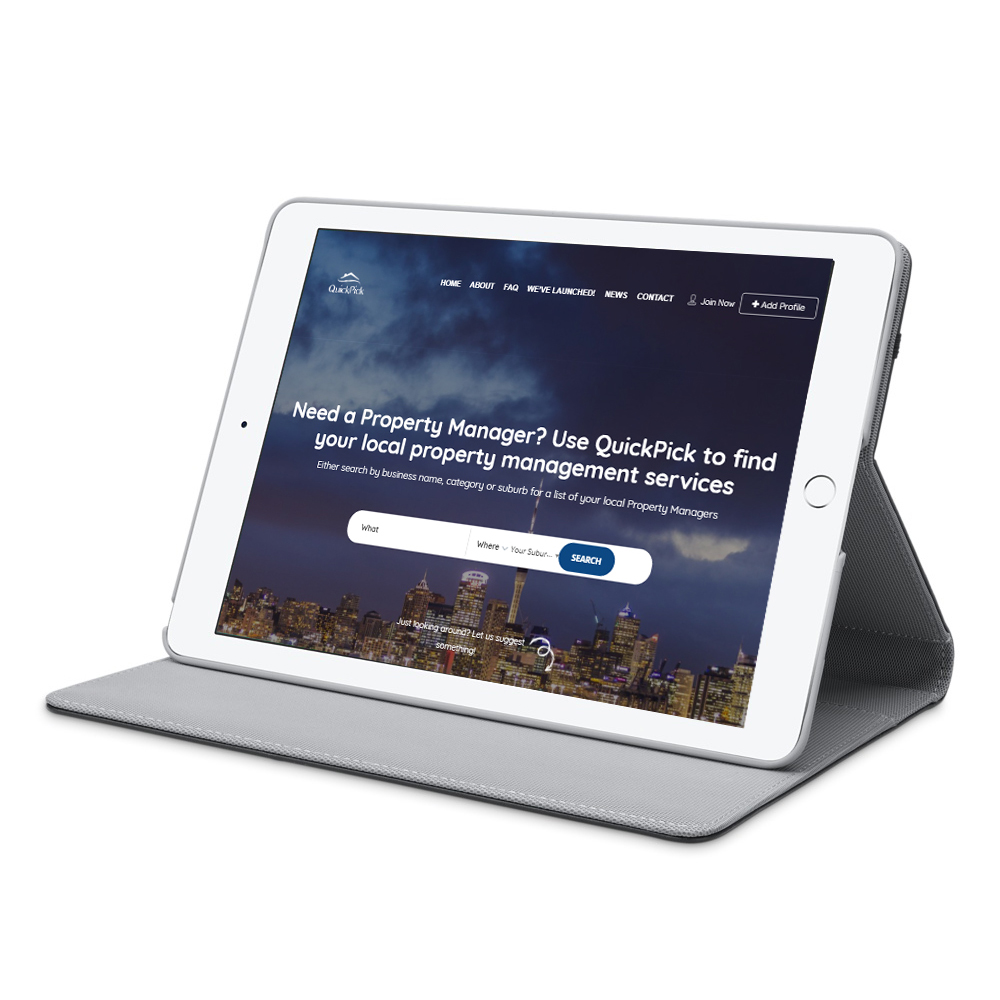 QuickPick
HOME ABOUT FAQ WE'VE LAUNCHED! NEWS CONTACT Join Now + Add Profile
Need a Property Manager? Use QuickPick to find
your local property management services
Either search by business name, category or suburb for a list of your local Property Managers
What Where Your Subur... SEARCH
Just looking around? Let us suggest
something!